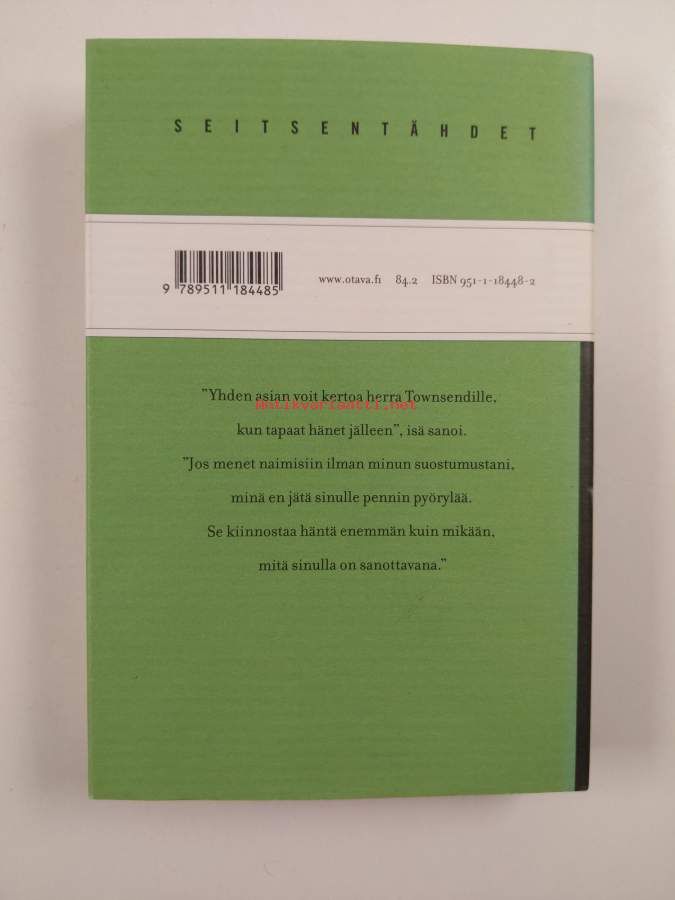 SEITSENTÄHDET
9 789511 184485
www.otava.fi 84.2 ISBN 951-1-18448-2
”Yhden asian voit kertoa herra Townsendille,
antikvariaatti.net
kun tapaat hänet jälleen”, isä sanoi.
”Jos menet naimisiin ilman minun suostumustani,
minä en jätä sinulle pennin pyörylää.
Se kiinnostaa häntä enemmän kuin mikään,
mitä sinulla on sanottavana.”